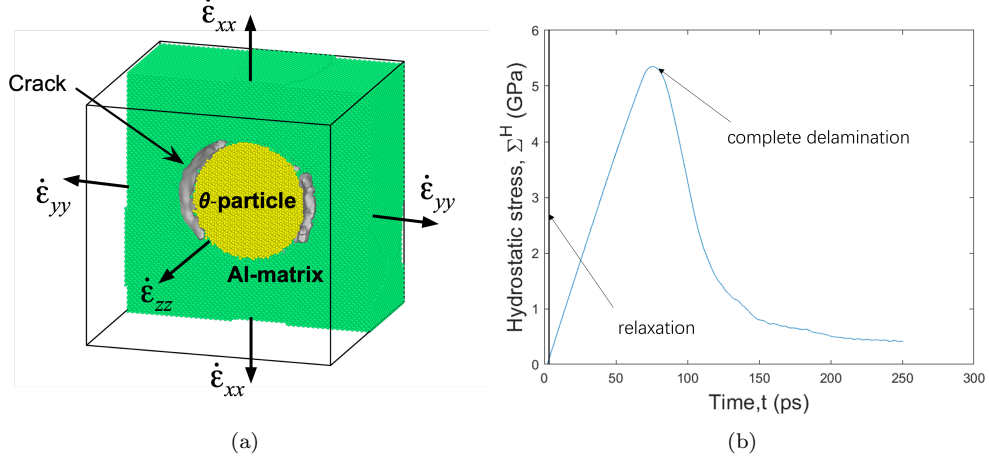 ε̇xx
Crack
ε̇yy
θ-particle
ε̇yy
Al-matrix
ε̇zz
ε̇xx
(a)
6
5
4
3
2
1
0
Hydrostatic stress, Σ^H (GPa)
complete delamination
relaxation
0 50 100 150 200 250 300
Time,t (ps)
(b)